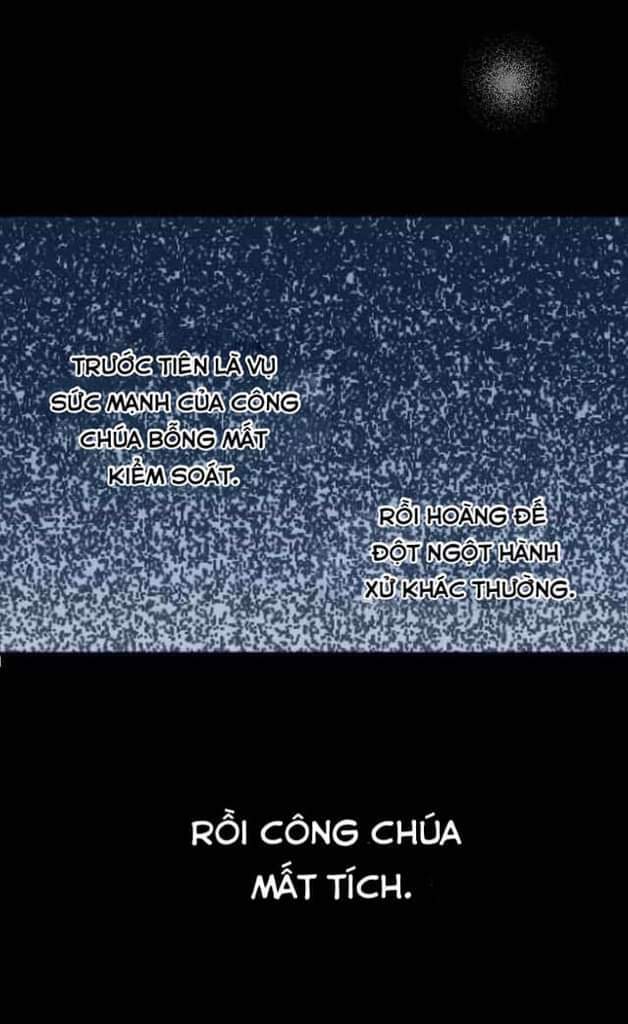 TRƯỚC TIÊN LÀ VỤ
SỨC MẠNH CỦA CÔNG
CHÚA BỖNG MẤT
KIỂM SOÁT.
RỒI HOÀNG ĐẾ
ĐỘT NGỘT HÀNH
XỬ KHÁC THƯỜNG.
RỒI CÔNG CHÚA
MẤT TÍCH.